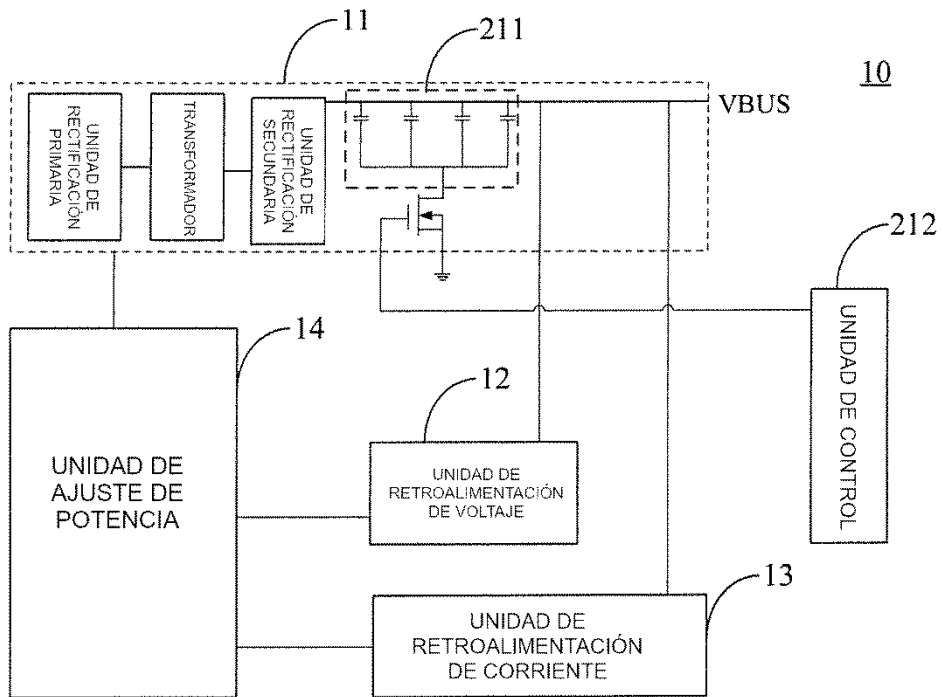 11
211
10
VBUS
UNIDAD DE
RECTIFICACIÓN
PRIMARIA
TRANSFORMADOR
UNIDAD DE
RECTIFICACIÓN
SECUNDARIA
212
UNIDAD DE CONTROL
14
UNIDAD DE
AJUSTE DE
POTENCIA
12
UNIDAD DE
RETROALIMENTACIÓN
DE VOLTAJE
13
UNIDAD DE
RETROALIMENTACIÓN
DE CORRIENTE